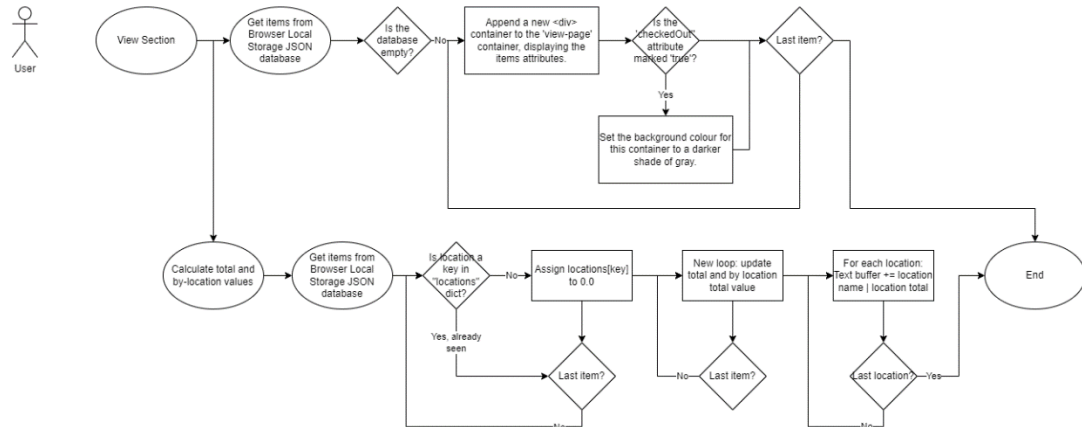 User
View Section
Get items from
Browser Local
Storage JSON
database
Is the
database
empty?
No
Append a new <div>
container to the 'view-page'
container, displaying the
items attributes.
Is the
'checkedOut"
attribute
marked 'true'?
Yes
Set the background colour for
this container to a darker
shade of gray.
Last item?
Calculate total and
by-location values
Get items from
Browser Local
Storage JSON
database
Is location a
key in
"locations"
dict?
No
Yes, already
seen
Assign locations[key]
to 0.0
Last item?
No
New loop: update
total and by location
total value
Last item?
No
For each location:
Text buffer += location
name | location total
Last location?
Yes
No
End